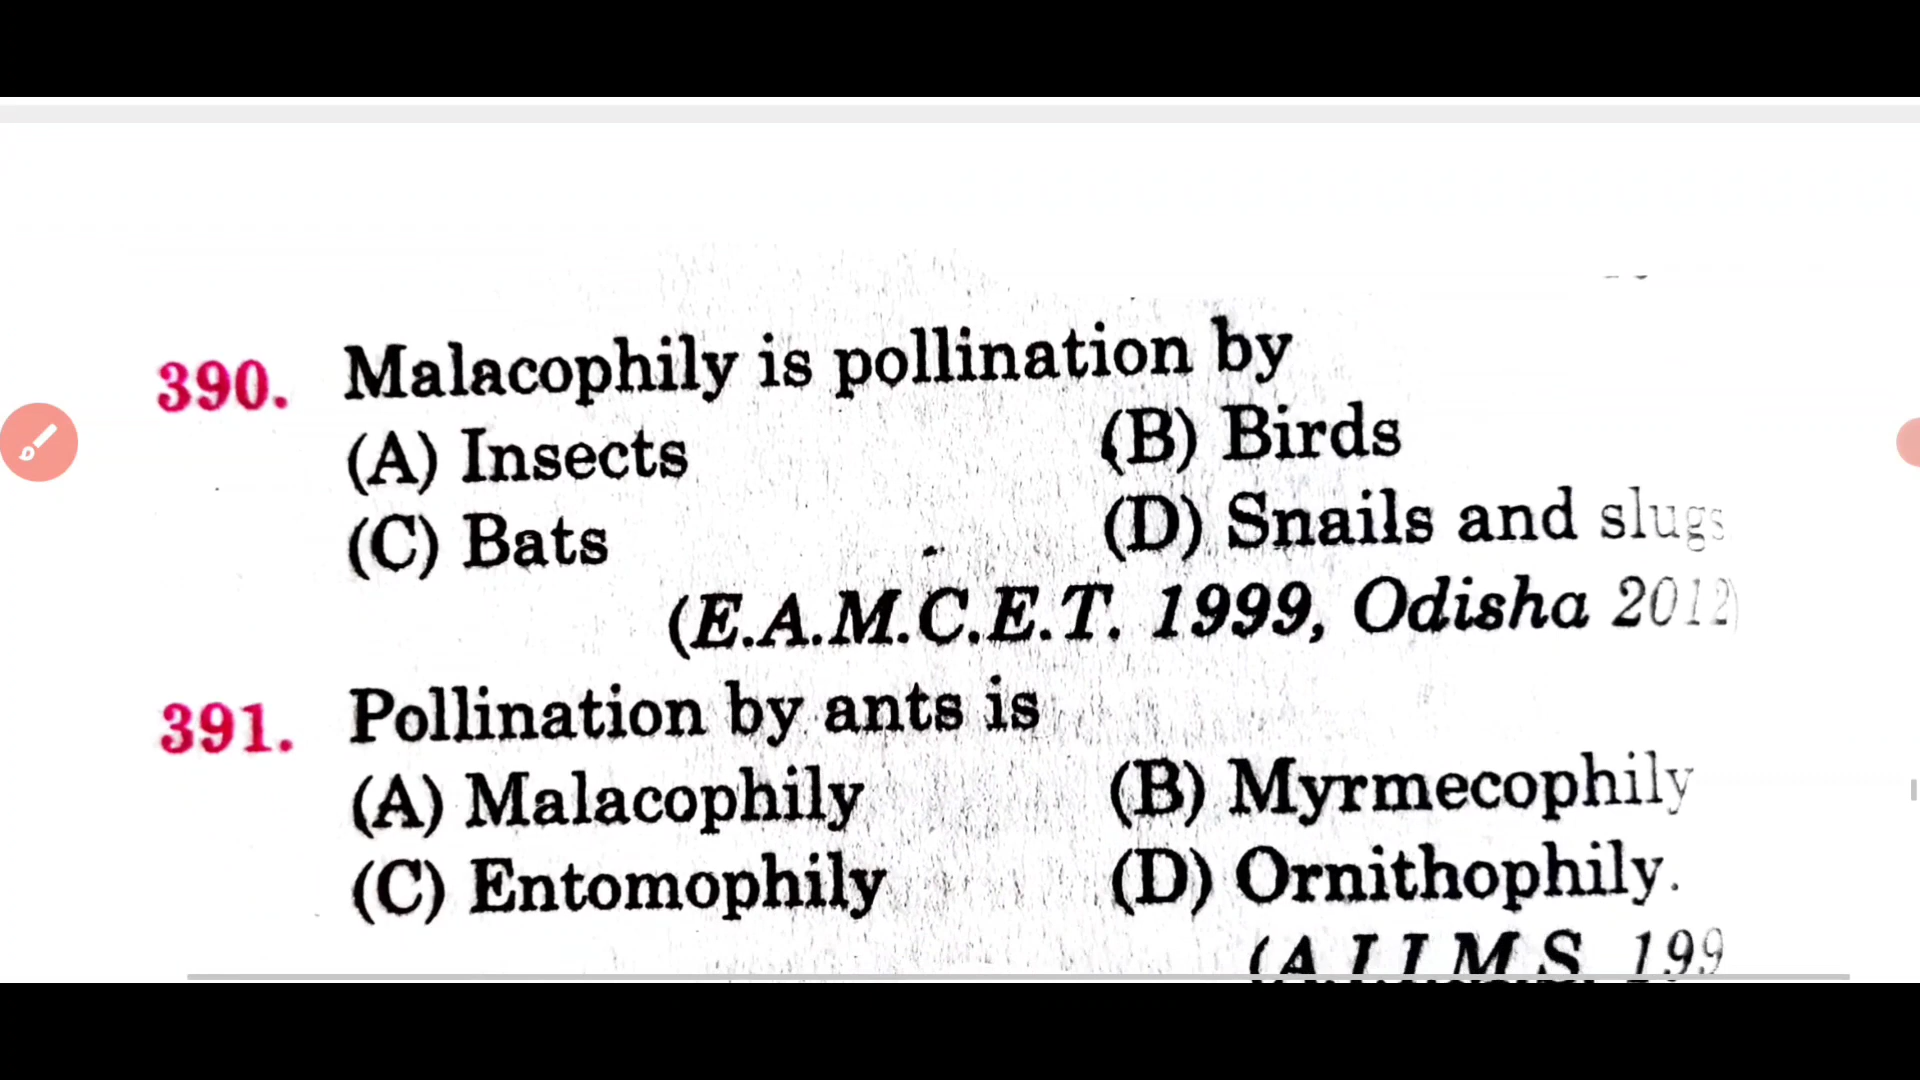 390. Malacophily is pollination by
(A) Insects (B) Birds
(C) Bats (D) Snails and slugs
(E.A.M.C.E.T. 1999, Odisha 2012)
391. Pollination by ants is
(A) Malacophily (B) Myrmecophily
(C) Entomophily (D) Ornithophily.
(A.I.I.M.S. 199